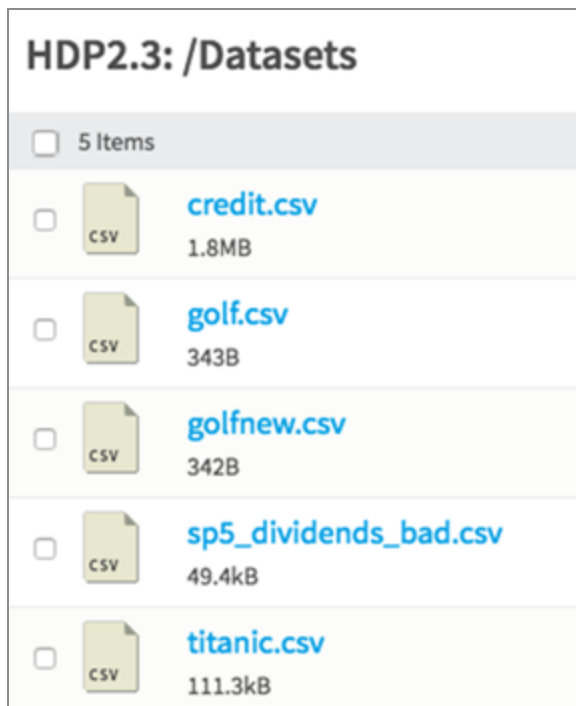 HDP2.3: /Datasets
5 Items
CSV
credit.csv
1.8MB
CSV
golf.csv
343B
CSV
golfnew.csv
342B
CSV
sp5_dividends_bad.csv
49.4kB
CSV
titanic.csv
111.3kB